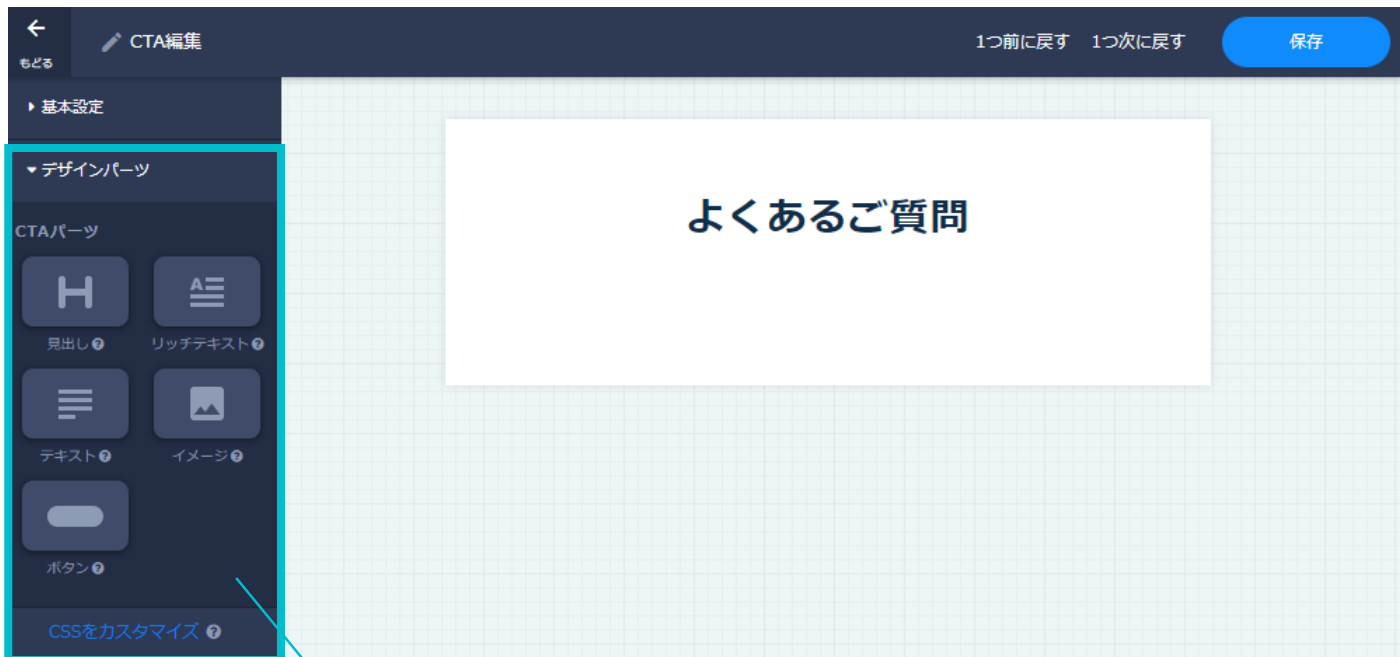 もどる
CTA編集
1つ前に戻す 1つ次に戻す
保存
基本設定
デザインパーツ
CTAパーツ
見出し
リッチテキスト
テキスト
イメージ
ボタン
CSSをカスタマイズ
よくあるご質問